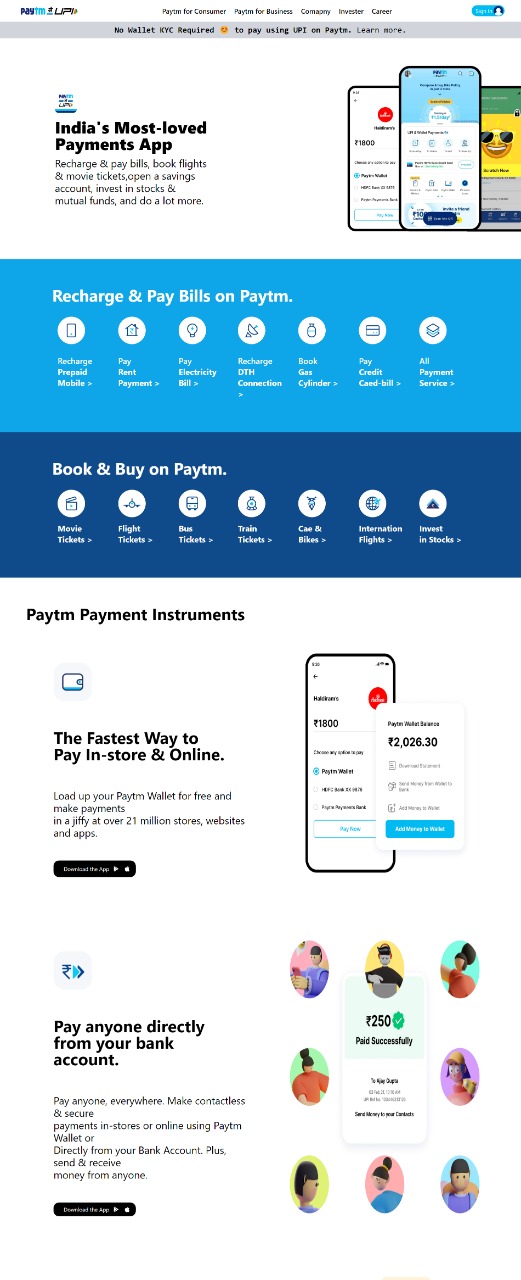 paytm UPI Paytm for Consumer Paytm for Business Comapny Invester Career Sign In
No Wallet KYC Required 😊 to pay using UPI on Paytm. Learn more.
India's Most-loved
Payments App
Recharge & pay bills, book flights
& movie tickets,open a savings
account, invest in stocks &
mutual funds, and do a lot more.
Haldiram's
₹1800
Choose any option to pay
Paytm Wallet
HDFC Bank XX 9876
Paytm Payments Bank
Pay Now
UPI & Wallet Payments
Scratch Now
Recharge & Pay Bills on Paytm.
Recharge
Prepaid
Mobile >
Pay
Rent
Payment >
Pay
Electricity
Bill >
Recharge
DTH
Connection
>
Book
Gas
Cylinder >
Pay
Credit
Caed-bill >
All
Payment
Service >
Book & Buy on Paytm.
Movie
Tickets >
Flight
Tickets >
Bus
Tickets >
Train
Tickets >
Cae &
Bikes >
Internation
Flights >
Invest
in Stocks >
Paytm Payment Instruments
The Fastest Way to
Pay In-store & Online.
Load up your Paytm Wallet for free and
make payments
in a jiffy at over 21 million stores, websites
and apps.
Download the App
9:30
Haldiram's
₹1800
Choose any option to pay
Paytm Wallet
HDFC Bank XX 9876
Paytm Payments Bank
Pay Now
Paytm Wallet Balance
₹2,026.30
Download Statement
Send Money from Wallet to
Bank
Add Money to Wallet
Add Money to Wallet
Pay anyone directly
from your bank
account.
Pay anyone, everywhere. Make contactless
& secure
payments in-stores or online using Paytm
Wallet or
Directly from your Bank Account. Plus,
send & receive
money from anyone.
Download the App
₹250
Paid Successfully
To Ajay Gupta
Send Money to your Contacts